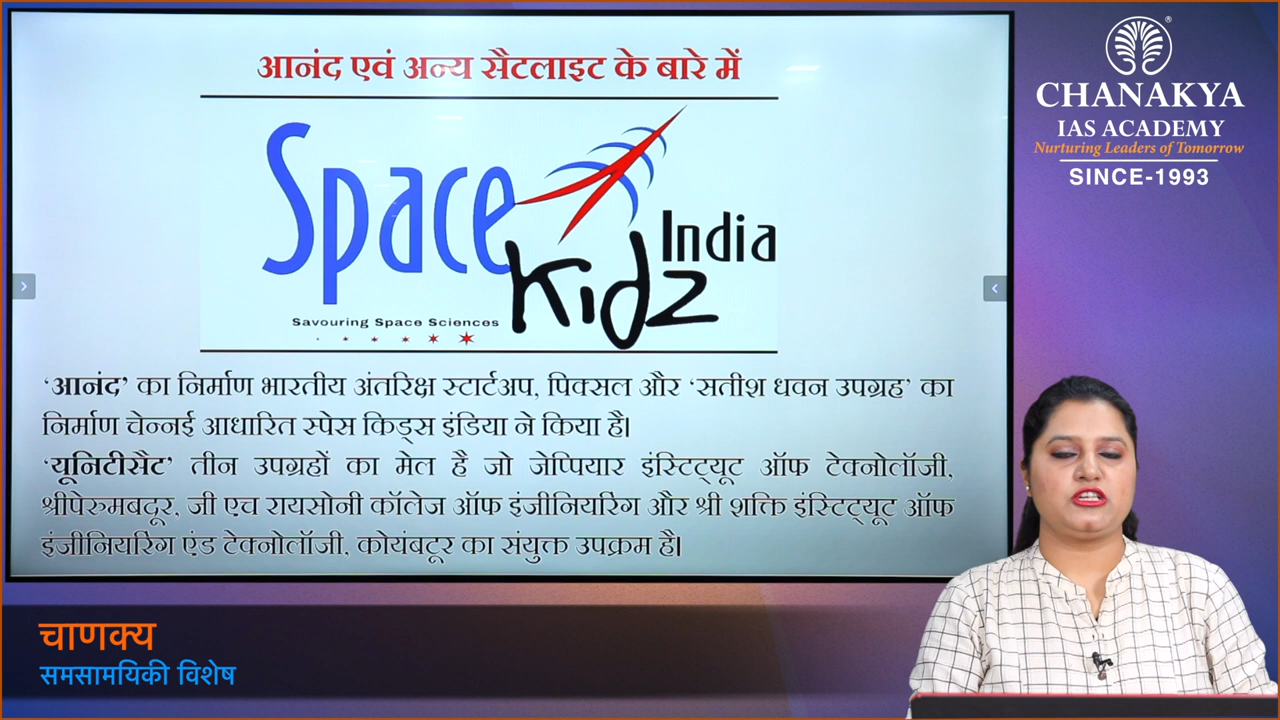 आनंद एवं अन्य सैटलाइट के बारे में
Space
Kidz
India
Savouring Space Sciences
‘आनंद’ का निर्माण भारतीय अंतरिक्ष स्टार्टअप, पिक्सल और ‘सतीश धवन उपग्रह’ का
निर्माण चेन्नई आधारित स्पेस किड्स इंडिया ने किया है।
‘यूनिटीसैट’ तीन उपग्रहों का मेल है जो जेप्पियार इंस्टिट्यूट ऑफ टेक्नोलॉजी,
श्रीपेरुमबदूर, जी एच रायसोनी कॉलेज ऑफ इंजीनियरिंग और श्री शक्ति इंस्टिट्यूट ऑफ
इंजीनियरिंग एंड टेक्नोलॉजी, कोयंबटूर का संयुक्त उपक्रम है।
CHANAKYA
IAS ACADEMY
Nurturing Leaders of Tomorrow
SINCE-1993
चाणक्य
समसामयिकी विशेष